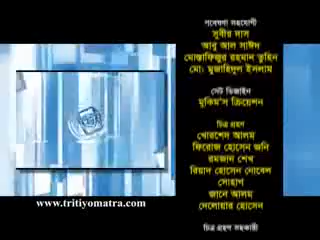 গবেষণা সহযোগী
সুবীর দাস
আবু আল সাঈদ
মোস্তাফিজুর রহমান তুহিন
মো: মুজাহিদুল ইসলাম
সেট ডিজাইন
মুকিম'স ক্রিয়েশন
চিত্র গ্রহণ
খোরশেদ আলম
ফিরোজ হোসেন জনি
রমজান শেখ
রিয়াদ হোসেন নোবেল
সোহাগ
জানে আলম
দেলোয়ার হোসেন
চিত্র গ্রহণ সহকারী
www.tritiyomatra.com